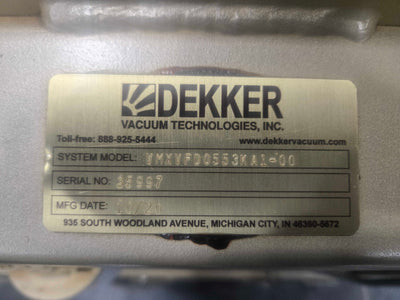 DEKKER
VACUUM TECHNOLOGIES, INC.
Toll-free: 888-925-5444
www.dekkervacuum.com
SYSTEM MODEL: VMXVFD0553KA1-00
SERIAL NO:
MFG DATE:
935 SOUTH WOODLAND AVENUE, MICHIGAN CITY, IN 46360-5672